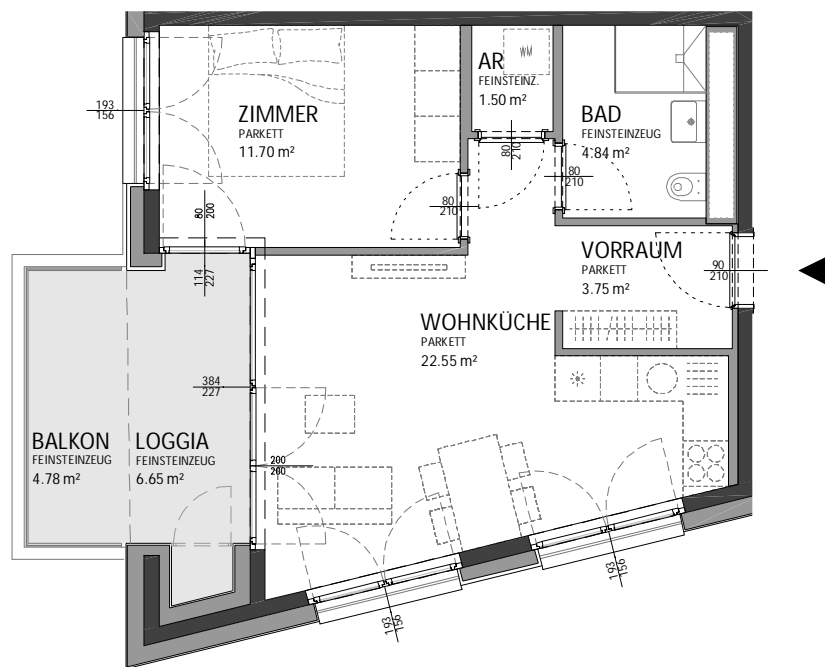 AR
FEINSTEINZ.
1.50 m²
WM
ZIMMER
PARKETT
11.70 m²
BAD
FEINSTEINZEUG
4.84 m²
193
156
80
210
80
210
80
210
80
200
114
227
VORRAUM
PARKETT
3.75 m²
90
210
WOHNKÜCHE
PARKETT
22.55 m²
384
227
BALKON
FEINSTEINZEUG
4.78 m²
LOGGIA
FEINSTEINZEUG
6.65 m²
200
200
193
156
193
156